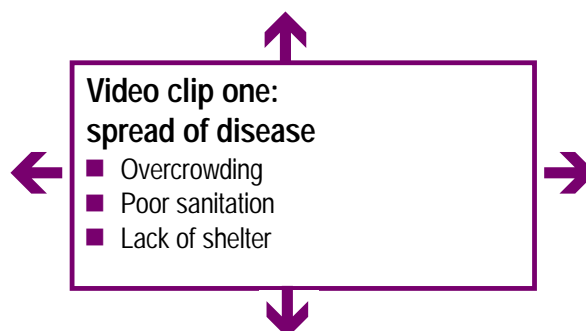 Video clip one:
spread of disease
Overcrowding
Poor sanitation
Lack of shelter